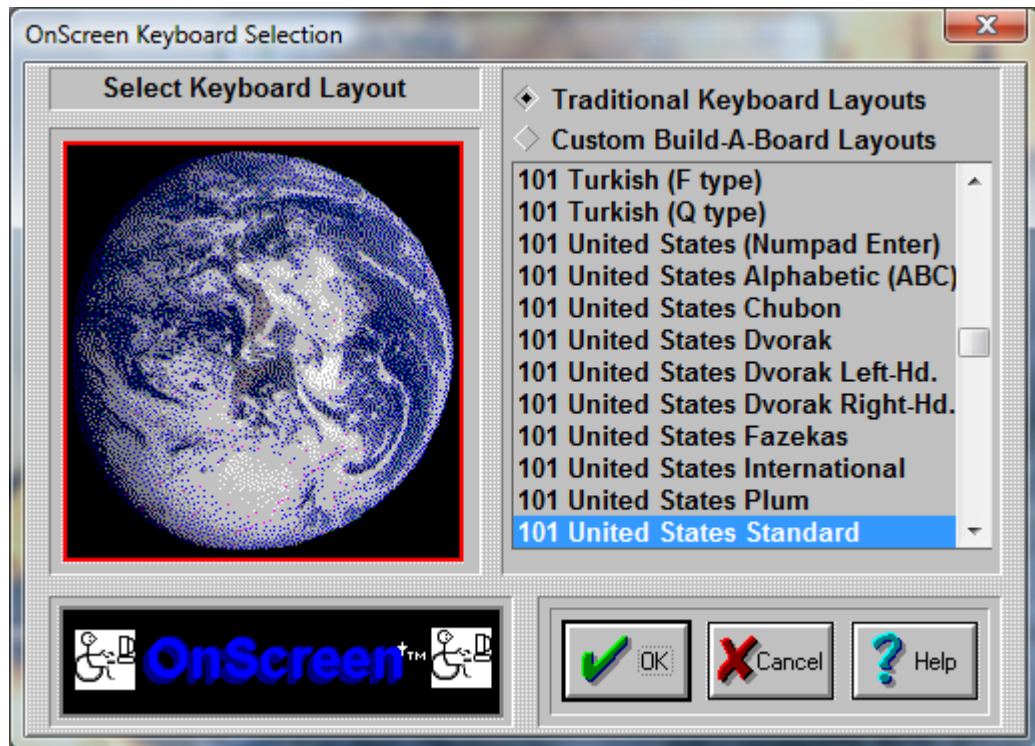 OnScreen Keyboard Selection
Select Keyboard Layout
Traditional Keyboard Layouts
Custom Build-A-Board Layouts
101 Turkish (F type)
101 Turkish (Q type)
101 United States (Numpad Enter)
101 United States Alphabetic (ABC)
101 United States Chubon
101 United States Dvorak
101 United States Dvorak Left-Hd.
101 United States Dvorak Right-Hd.
101 United States Fazekas
101 United States International
101 United States Plum
101 United States Standard
OnScreen™
OK
Cancel
Help